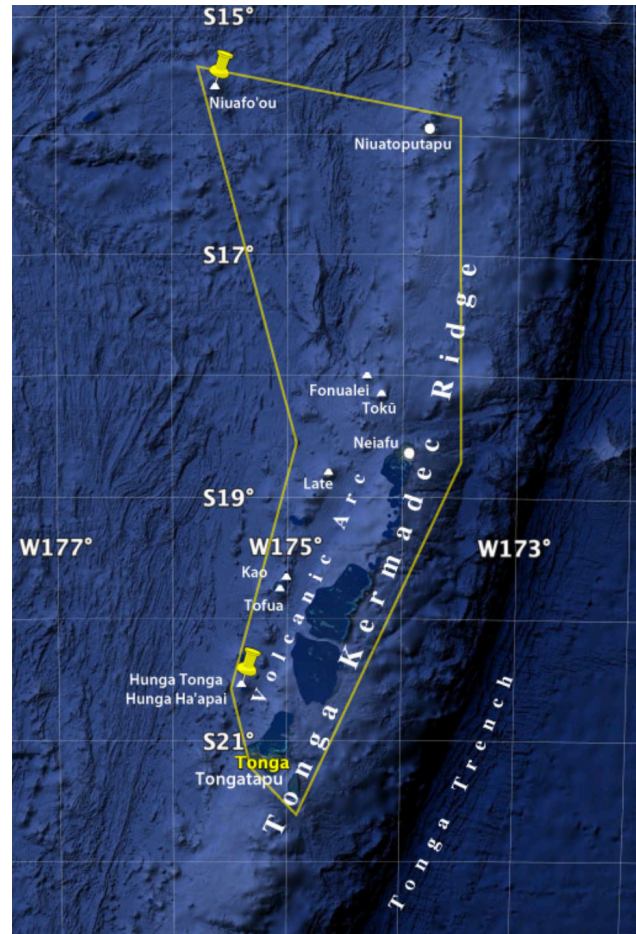 S15°
Niuafo'ou
Niuatoputapu
S17°
Fonualei
Tokū
Neiafu
Late
S19°
W177°
W175°
W173°
Kao
Tofua
Hunga Tonga
Hunga Ha'apai
Volcanic Arc
Tonga Kermadec Ridge
S21°
Tonga
Tongatapu
Tonga Trench